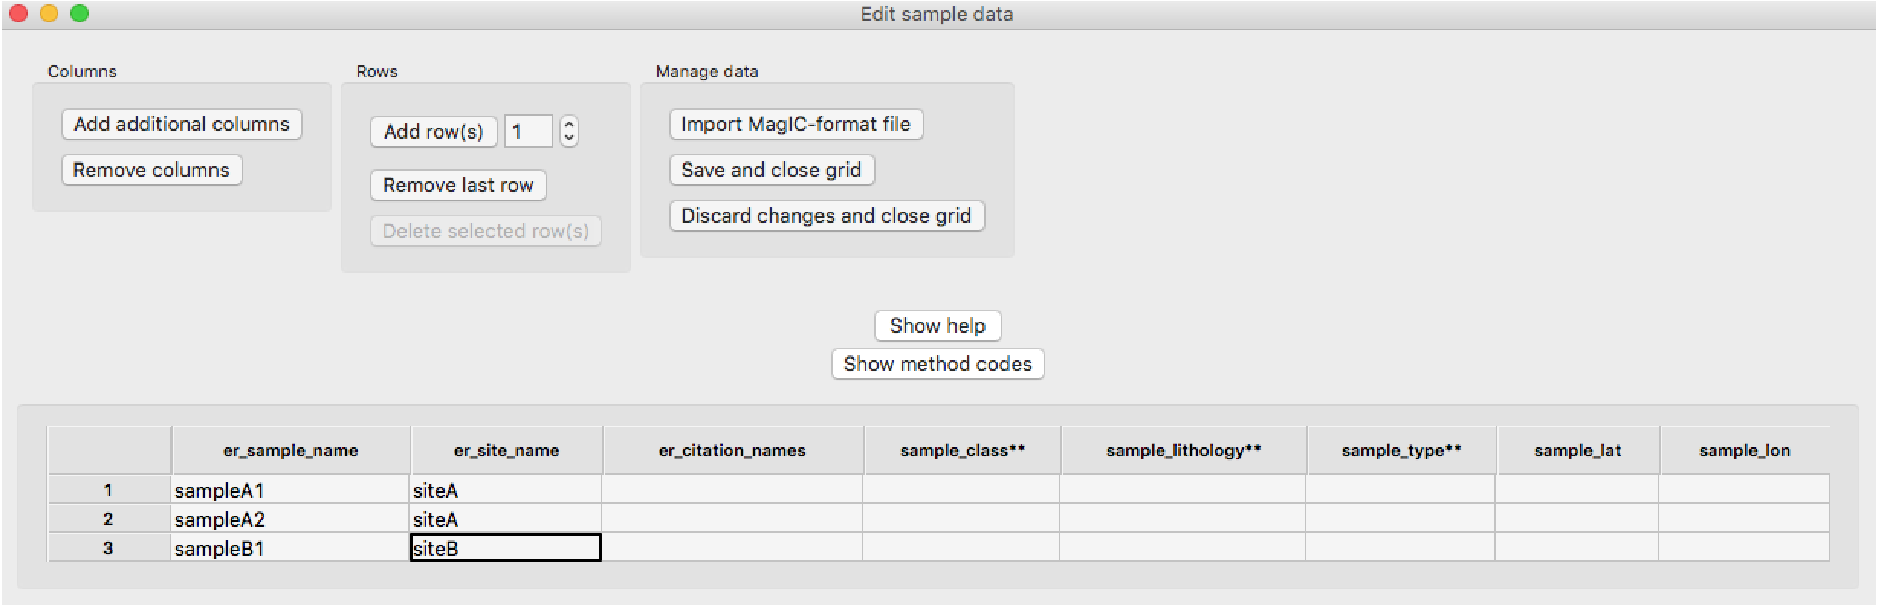 Edit sample data
Columns
Rows
Manage data
Add additional columns
Add row(s) 1
Import MagIC-format file
Remove columns
Remove last row
Save and close grid
Delete selected row(s)
Discard changes and close grid
Show help
Show method codes
er_sample_name er_site_name er_citation_names sample_class** sample_lithology** sample_type** sample_lat sample_lon
1 sampleA1 siteA
2 sampleA2 siteA
3 sampleB1 siteB